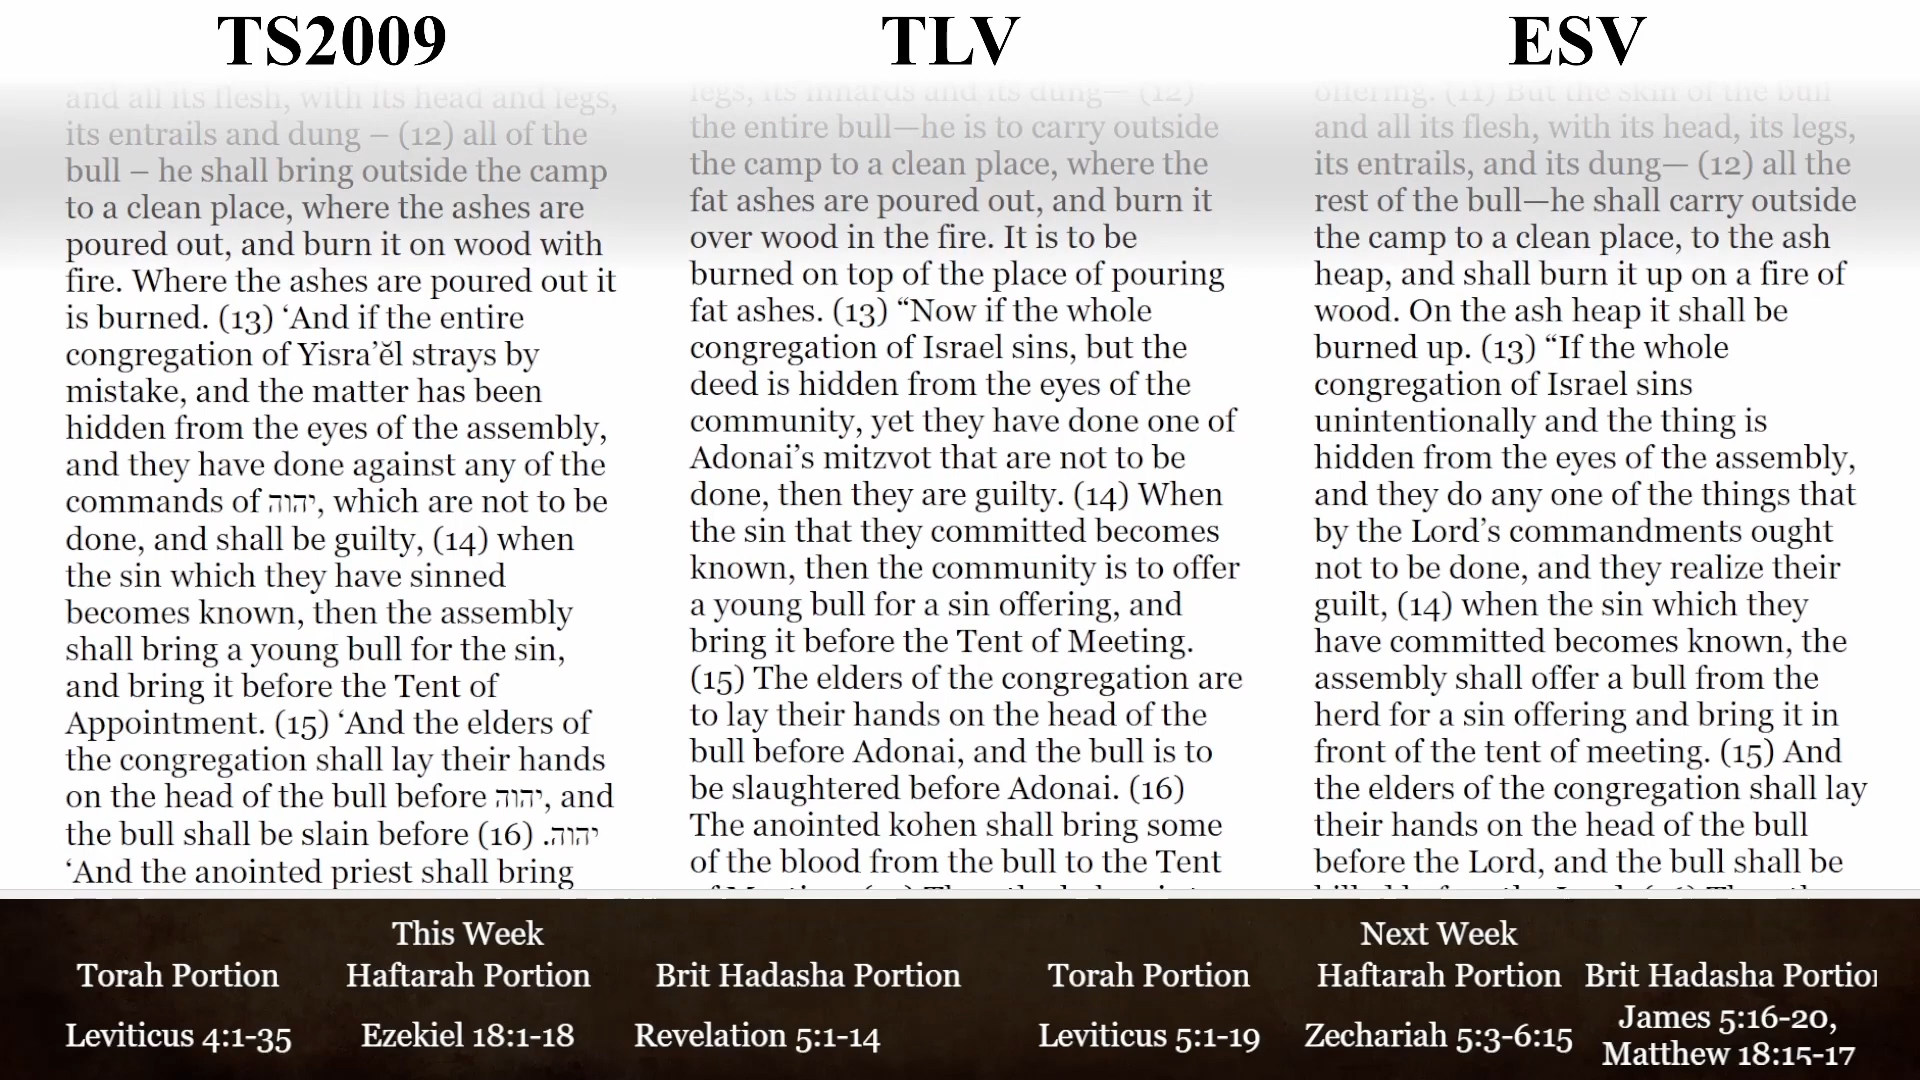 TS2009
and all its flesh, with its head and legs,
its entrails and dung – (12) all of the
bull – he shall bring outside the camp
to a clean place, where the ashes are
poured out, and burn it on wood with
fire. Where the ashes are poured out it
is burned. (13) ‘And if the entire
congregation of Yisra’ĕl strays by
mistake, and the matter has been
hidden from the eyes of the assembly,
and they have done against any of the
commands of יהוה, which are not to be
done, and shall be guilty, (14) when
the sin which they have sinned
becomes known, then the assembly
shall bring a young bull for the sin,
and bring it before the Tent of
Appointment. (15) ‘And the elders of
the congregation shall lay their hands
on the head of the bull before יהוה, and
the bull shall be slain before יהוה. (16)
‘And the anointed priest shall bring
TLV
legs, its innards and its dung— (12)
the entire bull—he is to carry outside
the camp to a clean place, where the
fat ashes are poured out, and burn it
over wood in the fire. It is to be
burned on top of the place of pouring
fat ashes. (13) “Now if the whole
congregation of Israel sins, but the
deed is hidden from the eyes of the
community, yet they have done one of
Adonai’s mitzvot that are not to be
done, then they are guilty. (14) When
the sin that they committed becomes
known, then the community is to offer
a young bull for a sin offering, and
bring it before the Tent of Meeting.
(15) The elders of the congregation are
to lay their hands on the head of the
bull before Adonai, and the bull is to
be slaughtered before Adonai. (16)
The anointed kohen shall bring some
of the blood from the bull to the Tent
ESV
offering. (11) But the skin of the bull
and all its flesh, with its head, its legs,
its entrails, and its dung— (12) all the
rest of the bull—he shall carry outside
the camp to a clean place, to the ash
heap, and shall burn it up on a fire of
wood. On the ash heap it shall be
burned up. (13) “If the whole
congregation of Israel sins
unintentionally and the thing is
hidden from the eyes of the assembly,
and they do any one of the things that
by the Lord’s commandments ought
not to be done, and they realize their
guilt, (14) when the sin which they
have committed becomes known, the
assembly shall offer a bull from the
herd for a sin offering and bring it in
front of the tent of meeting. (15) And
the elders of the congregation shall lay
their hands on the head of the bull
before the Lord, and the bull shall be
This Week
Torah Portion
Haftarah Portion
Brit Hadasha Portion
Leviticus 4:1-35
Ezekiel 18:1-18
Revelation 5:1-14
Next Week
Torah Portion
Haftarah Portion
Brit Hadasha Portion
Leviticus 5:1-19
Zechariah 5:3-6:15
James 5:16-20,
Matthew 18:15-17